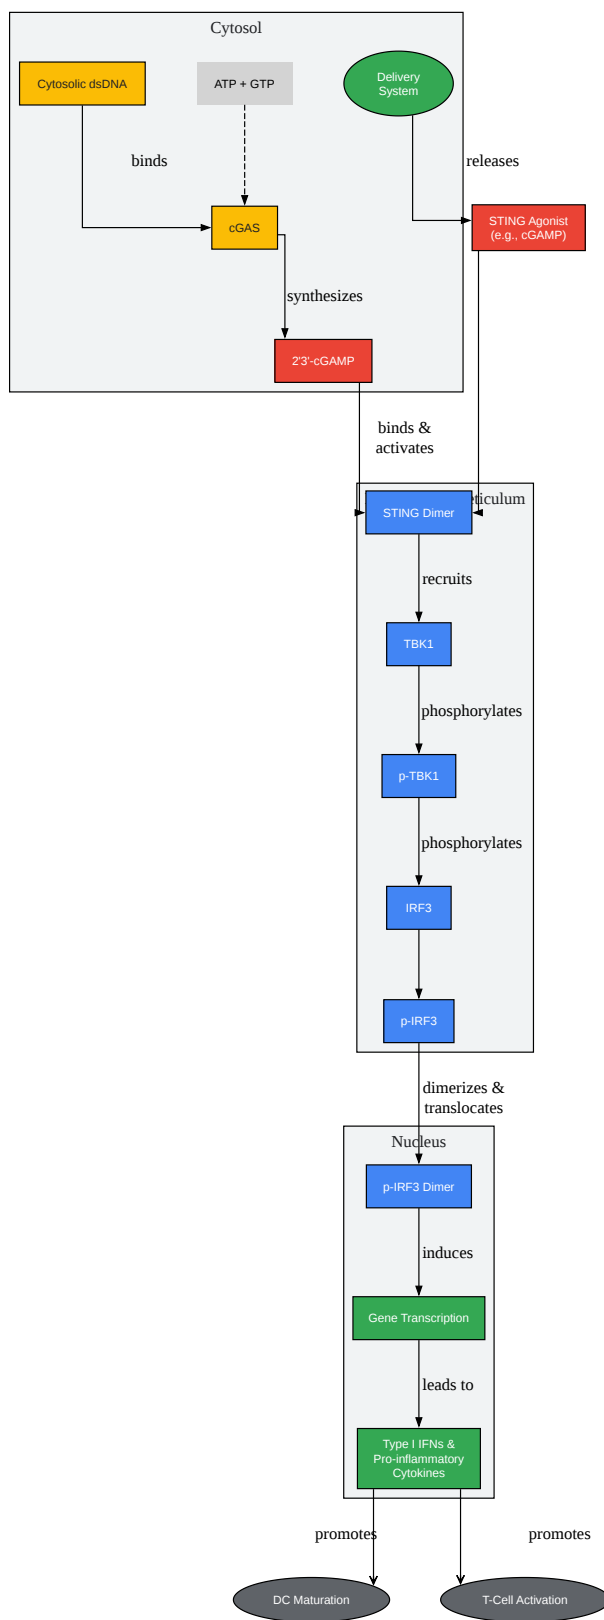 Cytosol
Cytosolic dsDNA
ATP + GTP
Delivery
System
binds
releases
cGAS
STING Agonist
(e.g., cGAMP)
synthesizes
2'3'-cGAMP
binds &
activates
STING Dimer
recruits
TBK1
phosphorylates
p-TBK1
phosphorylates
IRF3
p-IRF3
dimerizes &
translocates
Nucleus
p-IRF3 Dimer
induces
Gene Transcription
leads to
Type I IFNs &
Pro-inflammatory
Cytokines
promotes
promotes
DC Maturation
T-Cell Activation